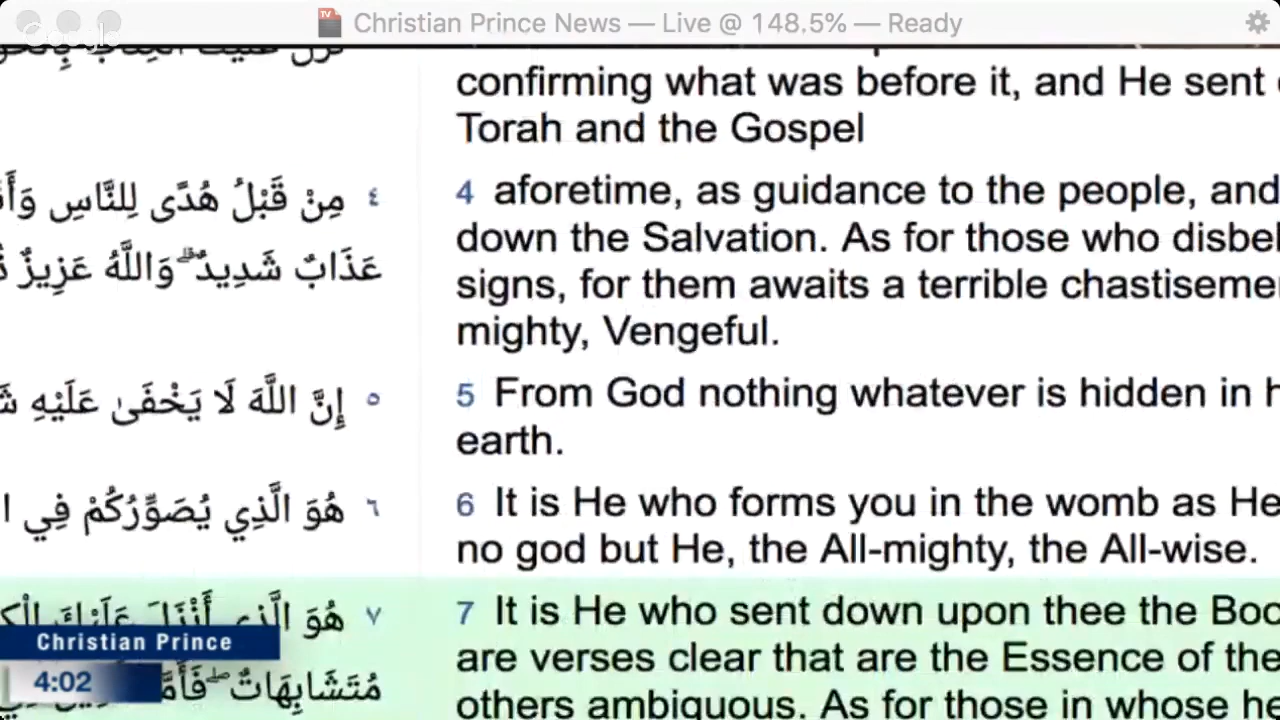 Christian Prince News — Live @ 148.5% — Ready
Google
confirming what was before it, and He sent
Torah and the Gospel
٤ مِنْ قَبْلُ هُدًى لِلنَّاسِ
4 aforetime, as guidance to the people, and
down the Salvation. As for those who
عَذَابٌ شَدِيدٌ ۗ وَاللَّهُ عَزِيزٌ
signs, for them awaits a terrible
mighty, Vengeful.
٥ إِنَّ اللَّهَ لَا يَخْفَىٰ عَلَيْهِ
5 From God nothing whatever is hidden in
earth.
٦ هُوَ الَّذِي يُصَوِّرُكُمْ فِي
6 It is He who forms you in the womb as He
no god but He, the All-mighty, the All-wise.
٧ هُوَ الَّذِي أَنْزَلَ عَلَيْكَ
7 It is He who sent down upon thee the
Christian Prince
are verses clear that are the Essence of the
4:02
مُتَشَابِهَاتٌ ۖ
others ambiguous. As for those in whose